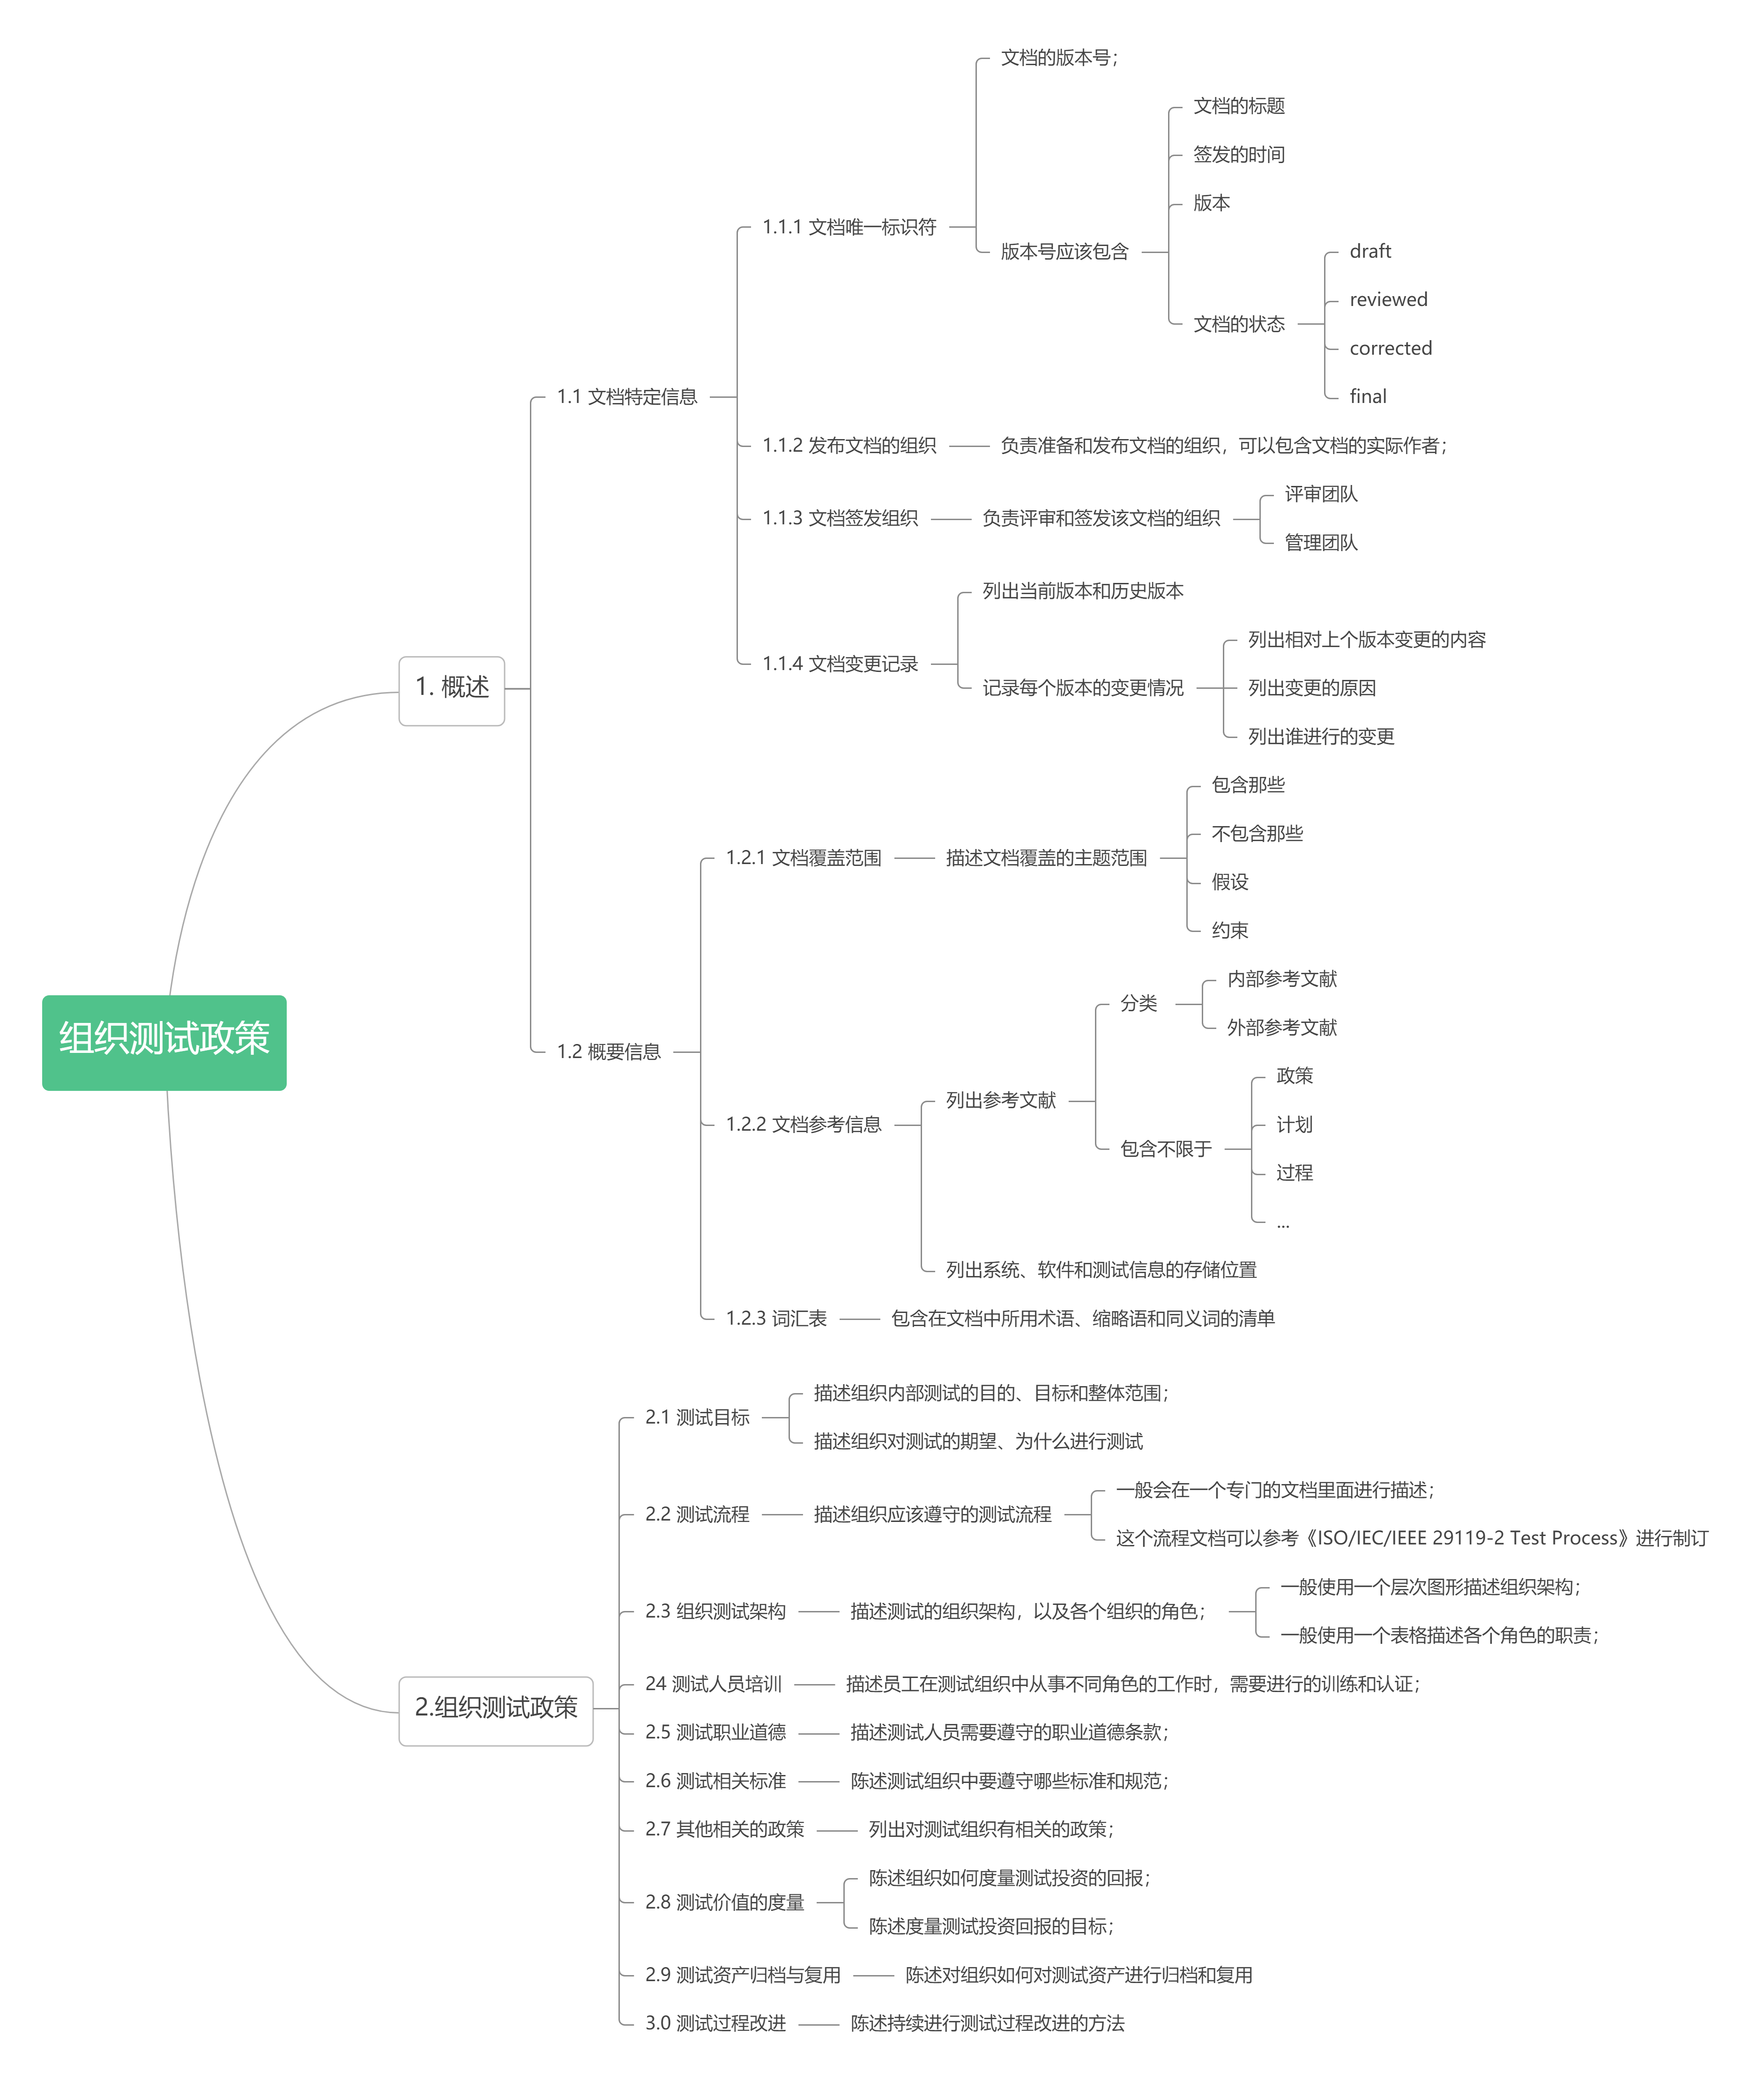 组织测试政策
1. 概述
1.1 文档特定信息
1.1.1 文档唯一标识符
文档的版本号；
版本号应该包含
文档的标题
签发的时间
版本
文档的状态
draft
reviewed
corrected
final
1.1.2 发布文档的组织
负责准备和发布文档的组织，可以包含文档的实际作者；
1.1.3 文档签发组织
负责评审和签发该文档的组织
评审团队
管理团队
1.1.4 文档变更记录
列出当前版本和历史版本
记录每个版本的变更情况
列出相对上个版本变更的内容
列出变更的原因
列出谁进行的变更
1.2 概要信息
1.2.1 文档覆盖范围
描述文档覆盖的主题范围
包含那些
不包含那些
假设
约束
1.2.2 文档参考信息
列出参考文献
分类
内部参考文献
外部参考文献
包含不限于
政策
计划
过程
...
列出系统、软件和测试信息的存储位置
1.2.3 词汇表
包含在文档中所用术语、缩略语和同义词的清单
2.组织测试政策
2.1 测试目标
描述组织内部测试的目的、目标和整体范围；
描述组织对测试的期望、为什么进行测试
2.2 测试流程
描述组织应该遵守的测试流程
一般会在一个专门的文档里面进行描述；
这个流程文档可以参考《ISO/IEC/IEEE 29119-2 Test Process》进行制订
2.3 组织测试架构
描述测试的组织架构，以及各个组织的角色；
一般使用一个层次图形描述组织架构；
一般使用一个表格描述各个角色的职责；
24 测试人员培训
描述员工在测试组织中从事不同角色的工作时，需要进行的训练和认证；
2.5 测试职业道德
描述测试人员需要遵守的职业道德条款；
2.6 测试相关标准
陈述测试组织中要遵守哪些标准和规范；
2.7 其他相关的政策
列出对测试组织有相关的政策；
2.8 测试价值的度量
陈述组织如何度量测试投资的回报；
陈述度量测试投资回报的目标；
2.9 测试资产归档与复用
陈述对组织如何对测试资产进行归档和复用
3.0 测试过程改进
陈述持续进行测试过程改进的方法